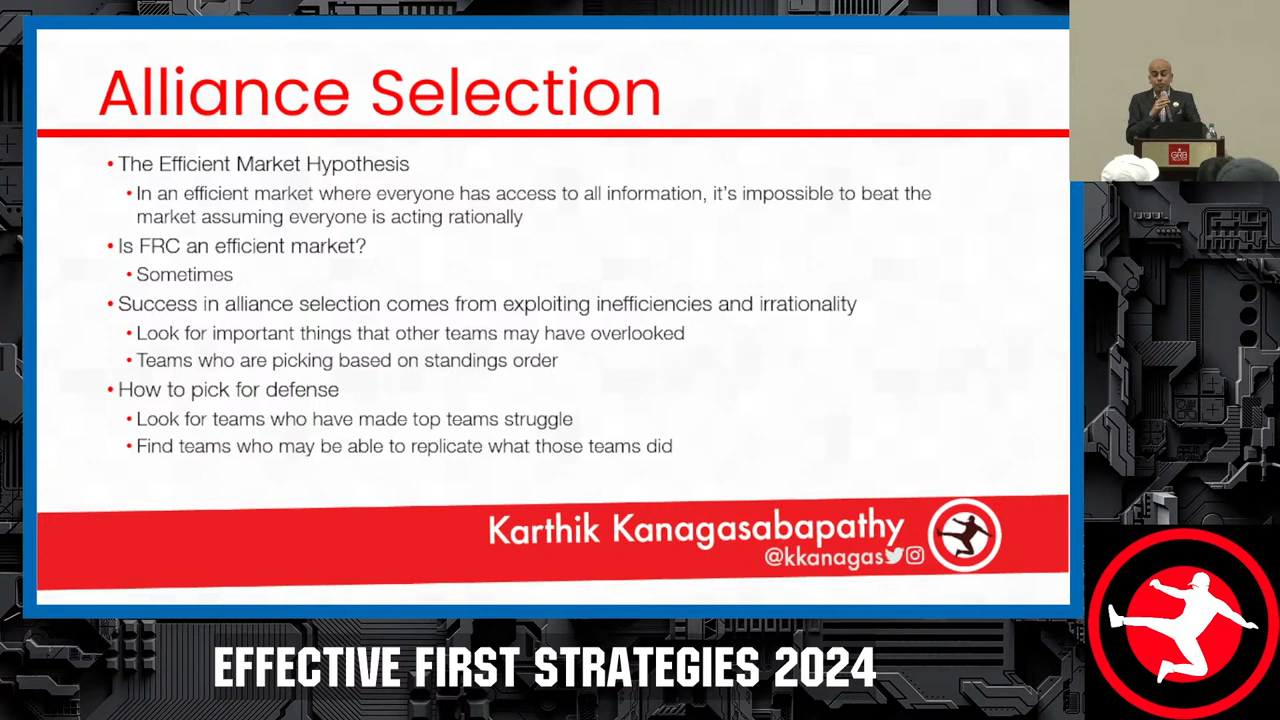 Alliance Selection
• The Efficient Market Hypothesis
• In an efficient market where everyone has access to all information, it's impossible to beat the
market assuming everyone is acting rationally
• Is FRC an efficient market?
• Sometimes
• Success in alliance selection comes from exploiting inefficiencies and irrationality
• Look for important things that other teams may have overlooked
• Teams who are picking based on standings order
• How to pick for defense
• Look for teams who have made top teams struggle
• Find teams who may be able to replicate what those teams did
Karthik Kanagasabapathy
@kkanagas
GRB
EFFECTIVE FIRST STRATEGIES 2024